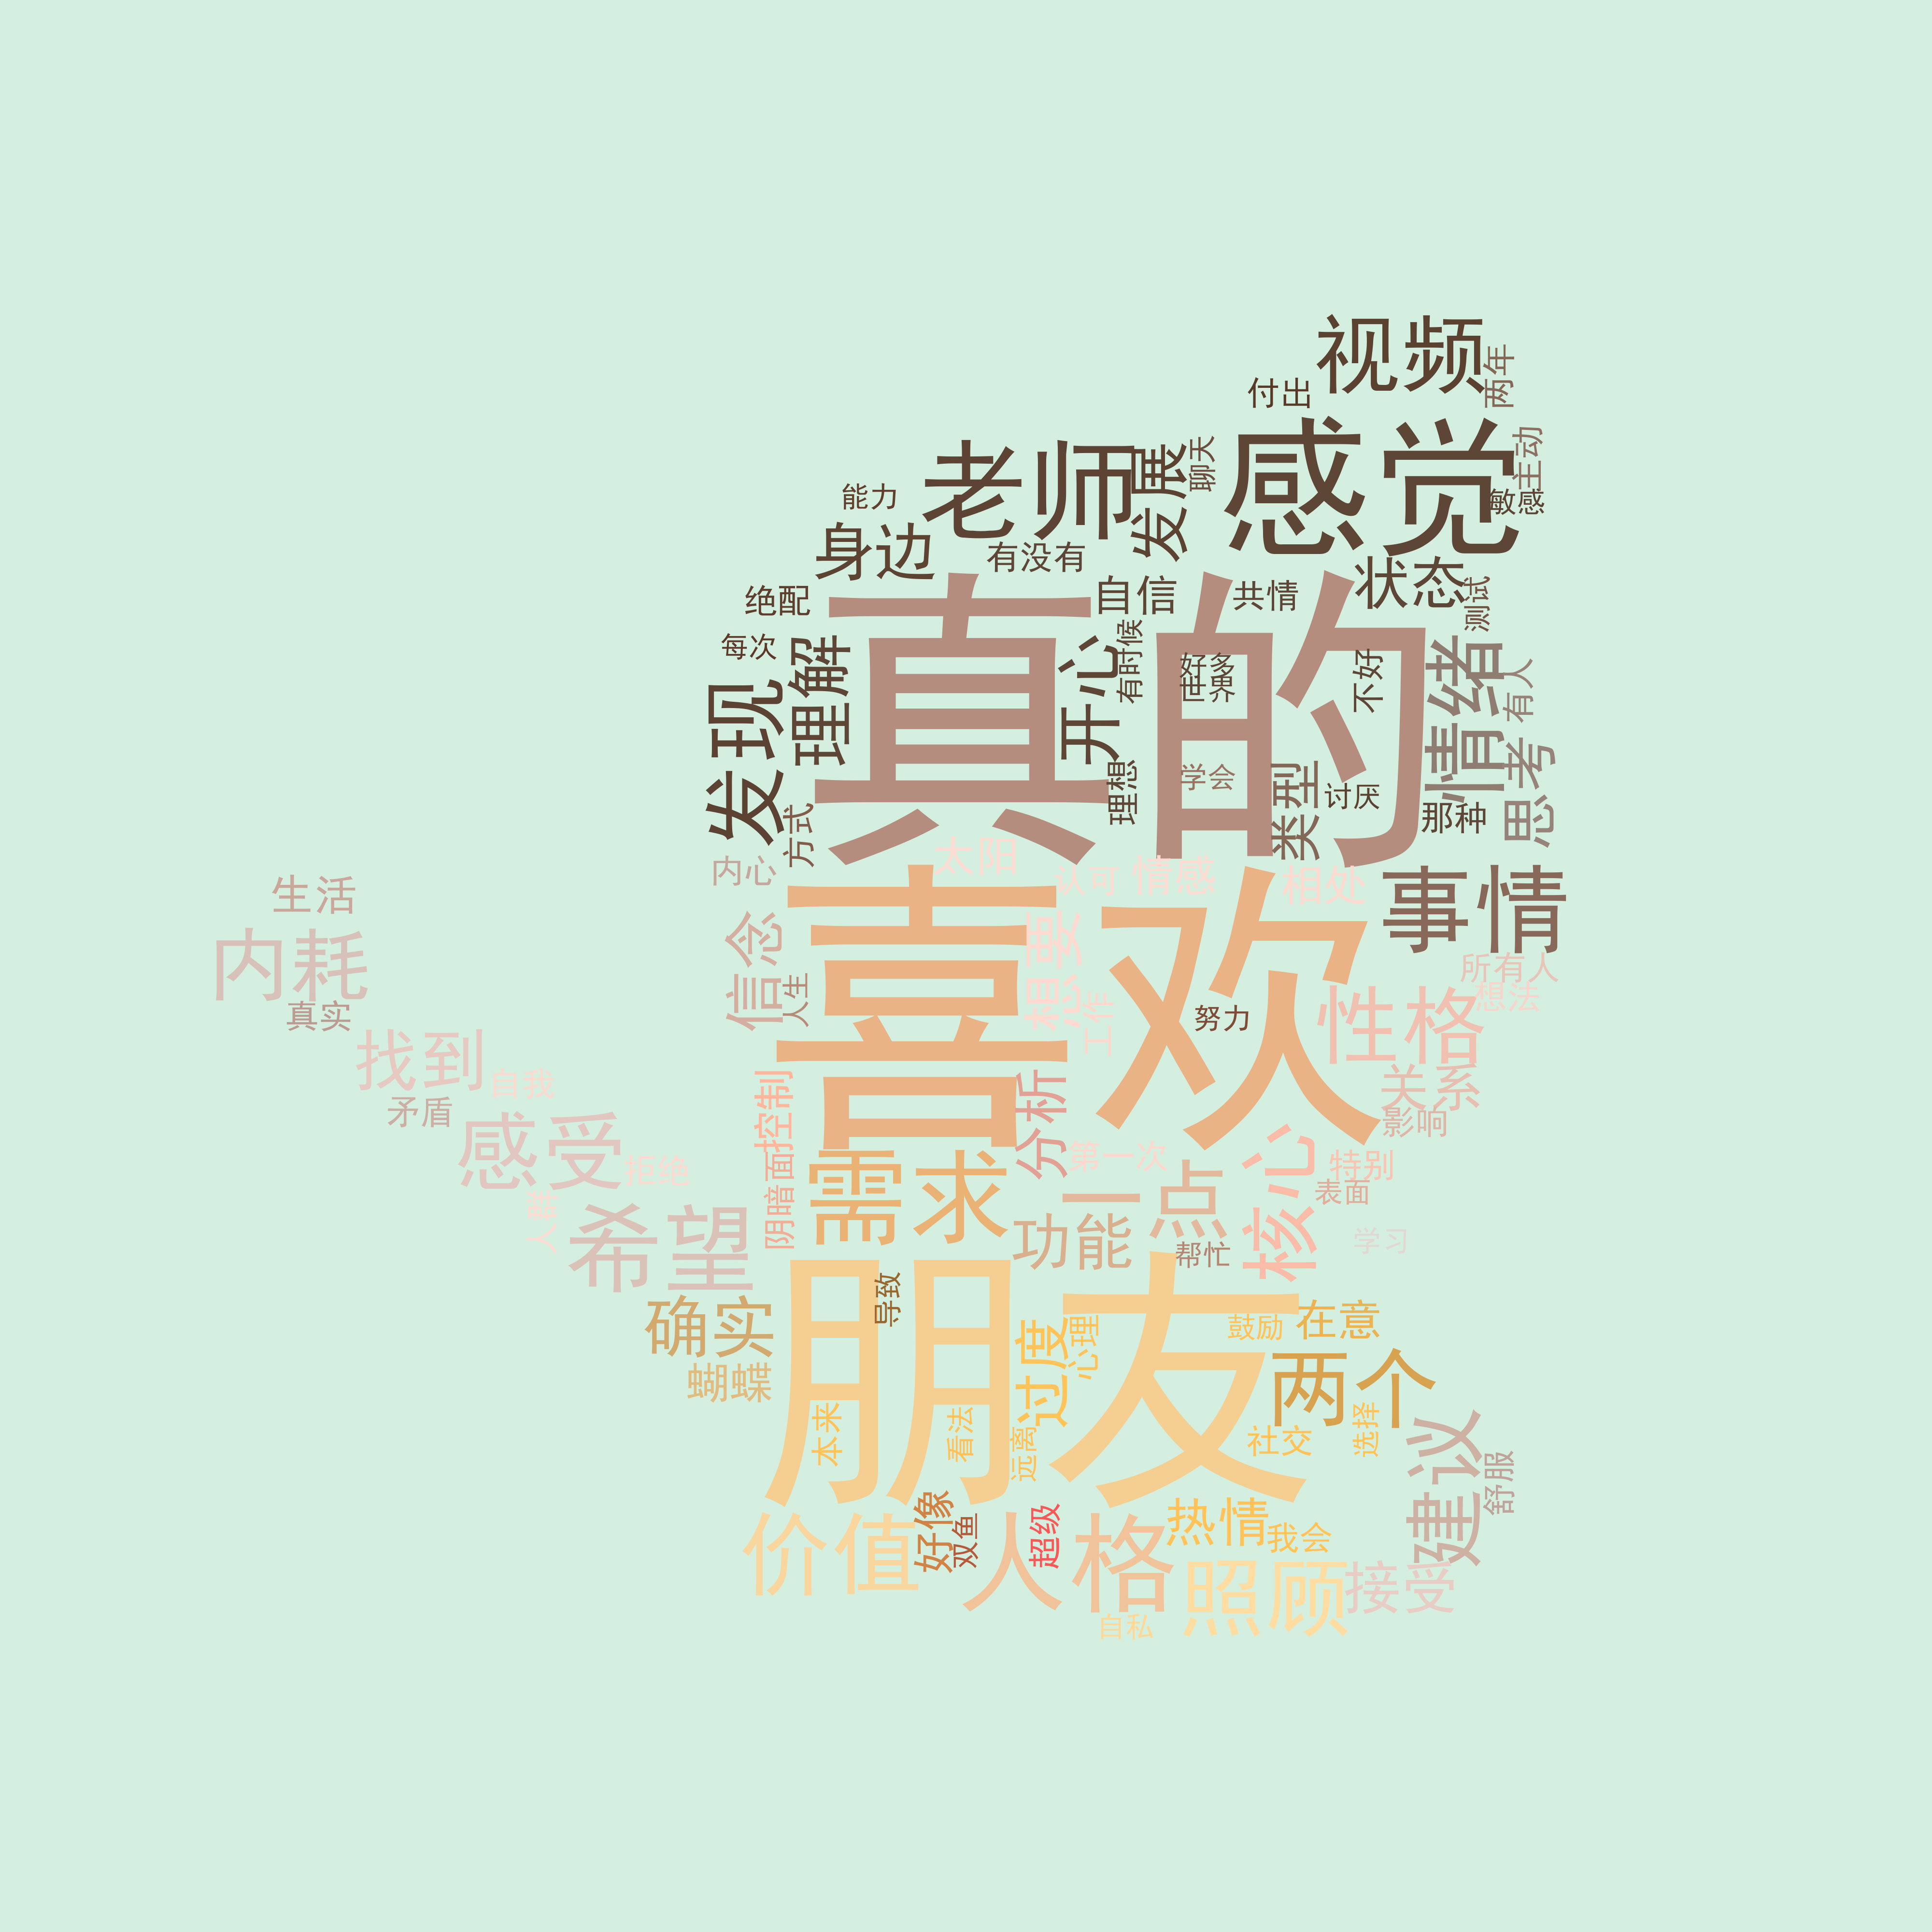 视频
两年
付出
感觉
主动
老师
发展
聊天
能力
敏感
身边
有没有
状态
自信
共情
测试
绝配
真的
每次
理解
开心
有时候
好多
世界
不好
情绪
有人
发现
思考
理想
学会
类型
讨厌
那种
方式
太阳
内心
认可
情感
相处
事情
生活
喜欢
信念
想要
内耗
所有人
想法
人生
工作
努力
性格
真实
找到
自我
关系
矛盾
控制
分析
影响
感受
拒绝
第一次
核心
特别
阴暗面
需求
一点
表面
人群
希望
功能
帮忙
学习
朋友
导致
确实
过度
心理
鼓励
在意
蝴蝶
两个
本来
看法
远离
社交
选择
建议
舒服
价值
好像
双鱼
人格
超级
热情
我会
照顾
接受
自私